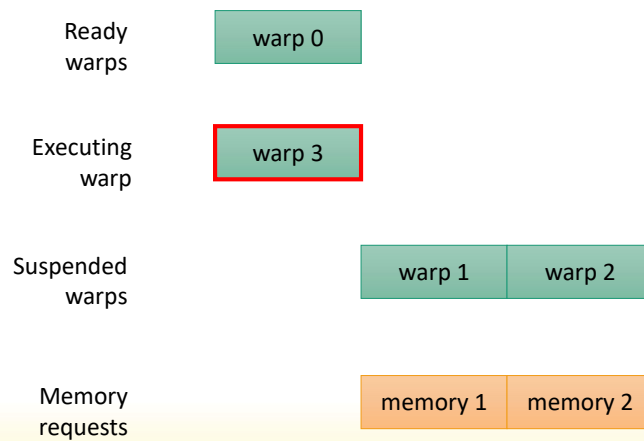 Ready
warps
warp 0
Executing
warp
warp 3
Suspended
warps
warp 1
warp 2
Memory
requests
memory 1
memory 2